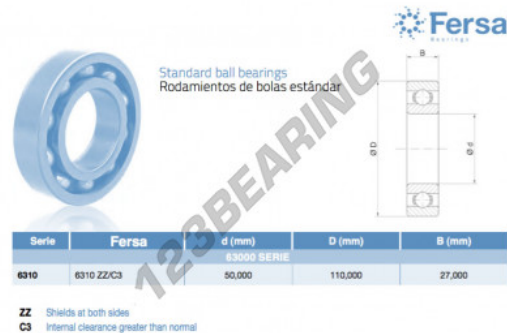 Fersa
Bearings
Standard ball bearings
Rodamientos de bolas estándar
B
Ø D
Ø d
123BEARING
Serie Fersa d (mm) D (mm) B (mm)
63000 SERIE
6310 6310 ZZ/C3 50,000 110,000 27,000
ZZ Shields at both sides
C3 Internal clearance greater than normal